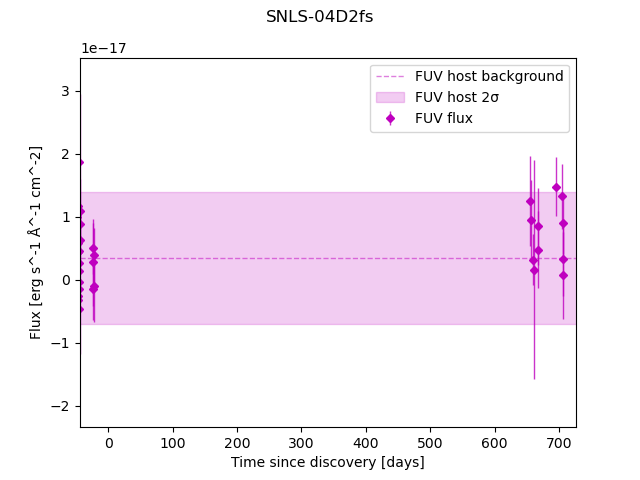 SNLS-04D2fs
1e−17
FUV host background
FUV host 2σ
FUV flux
3
2
1
0
−1
−2
Flux [erg s^-1 Å^-1 cm^-2]
0 100 200 300 400 500 600 700
Time since discovery [days]